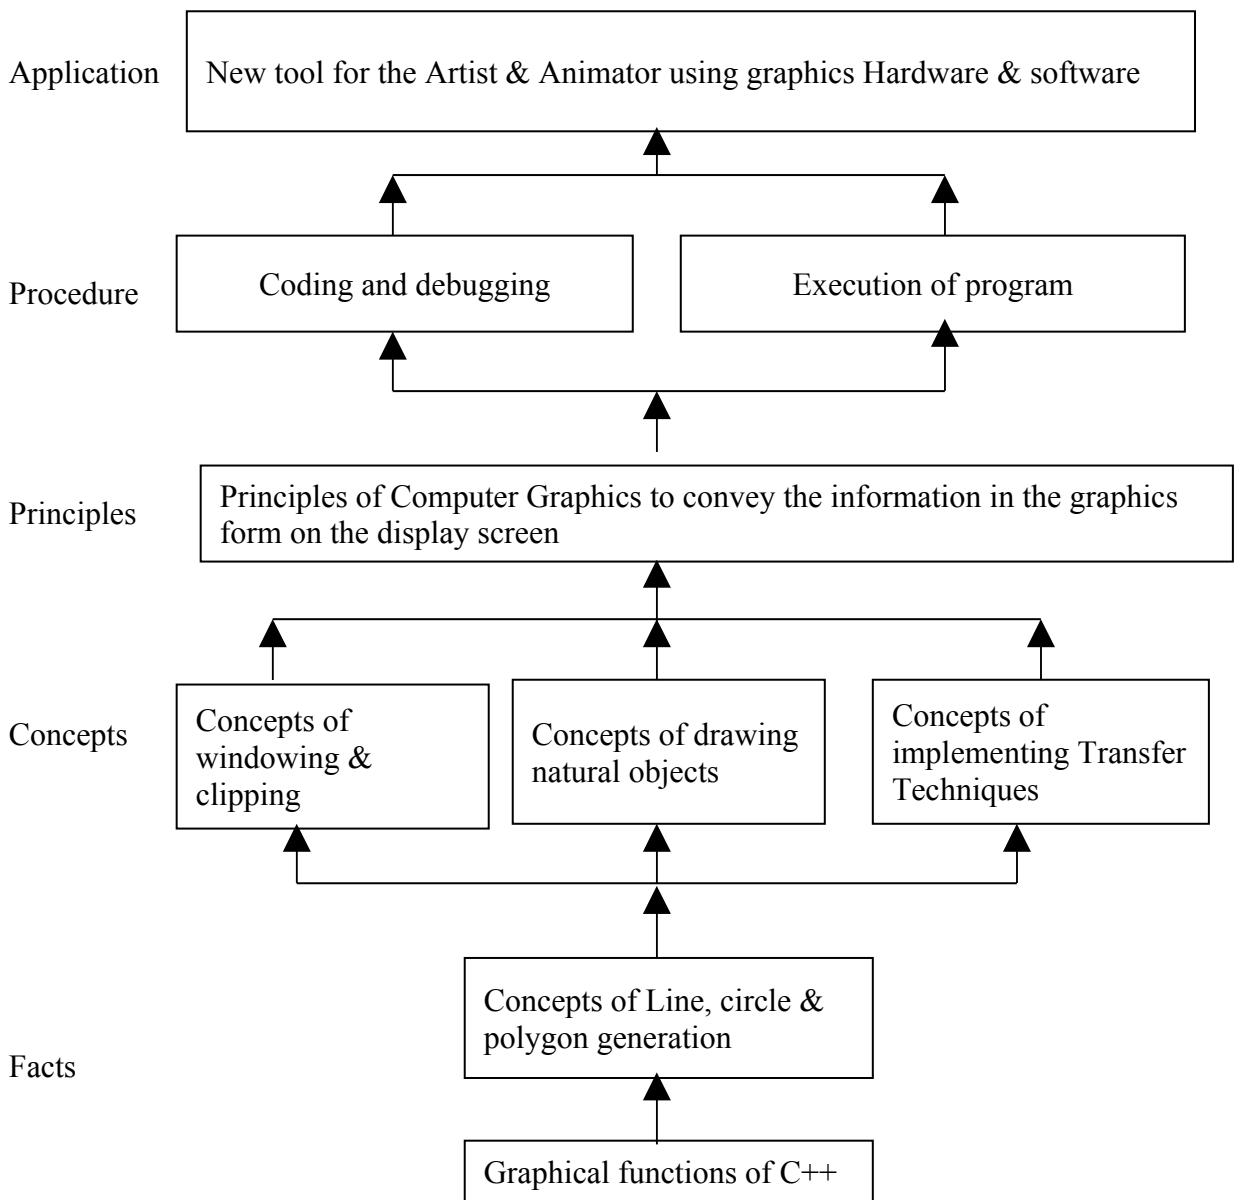 Application
New tool for the Artist & Animator using graphics Hardware & software
Procedure
Coding and debugging
Execution of program
Principles
Principles of Computer Graphics to convey the information in the graphics
form on the display screen
Concepts
Concepts of
windowing &
clipping
Concepts of drawing
natural objects
Concepts of
implementing Transfer
Techniques
Facts
Concepts of Line, circle &
polygon generation
Graphical functions of C++